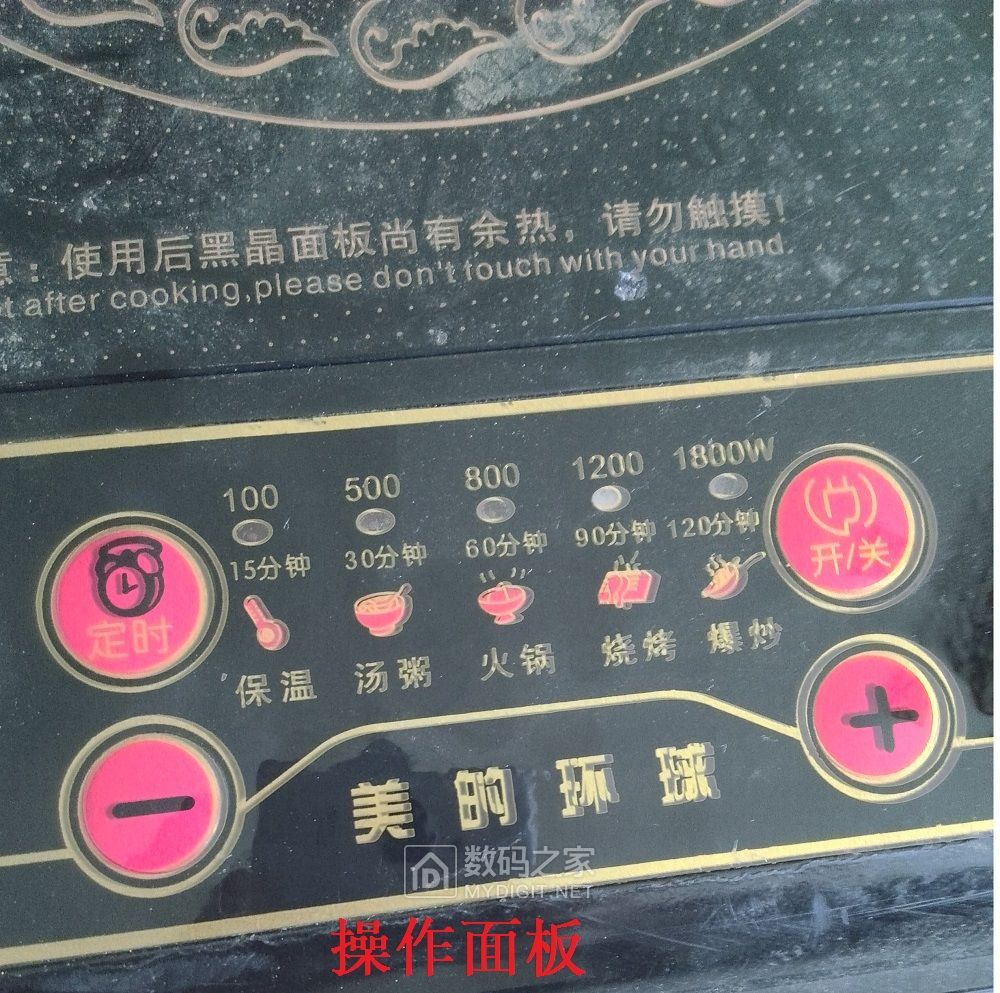 ：使用后黑晶面板尚有余热，请勿触摸！
after cooking,please don't touch with your hand
100 500 800 1200 1800W
15分钟 30分钟 60分钟 90分钟 120分钟
定时
开/关
保温 汤粥 火锅 烧烤 爆炒
美的环球
数码之家
MYDIGIT.NET
操作面板